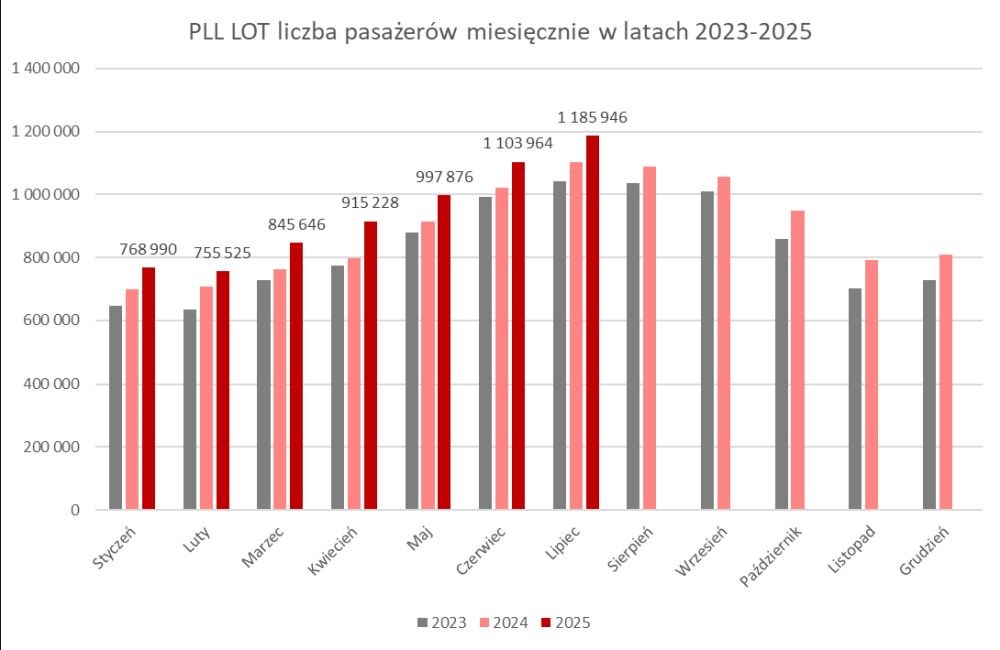 PLL LOT liczba pasażerów miesięcznie w latach 2023-2025
1 400 000
1 200 000
1 000 000
800 000
600 000
400 000
200 000
0
768 990
755 525
845 646
915 228
997 876
1 103 964
1 185 946
Styczeń
Luty
Marzec
Kwiecień
Maj
Czerwiec
Lipiec
Sierpień
Wrzesień
Październik
Listopad
Grudzień
2023 2024 2025